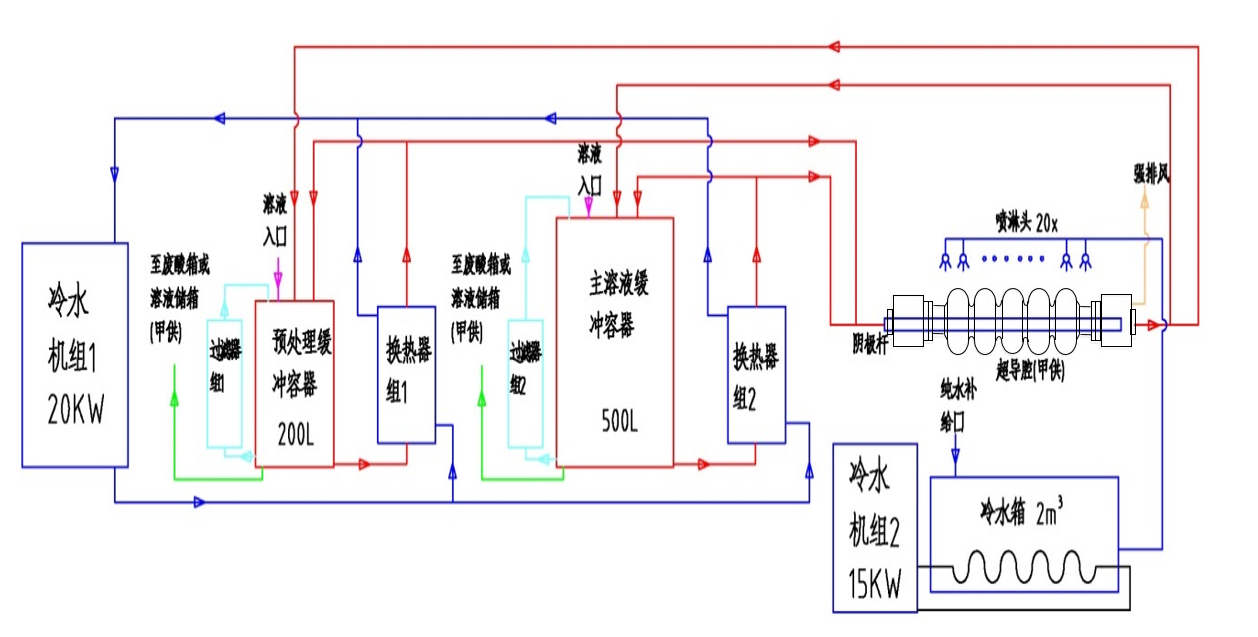 强排风
溶液
入口
溶液
入口
喷淋头 20x
至废酸箱或
溶液储箱
(甲供)
至废酸箱或
溶液储箱
(甲供)
冷水
机组1
20KW
过滤器
组1
预处理缓
冲容器
200L
换热器
组1
过滤器
组2
主溶液缓
冲容器
500L
换热器
组2
阴极杆
超导腔(甲供)
纯水补
给口
冷水
机组2
15KW
冷水箱 2m³